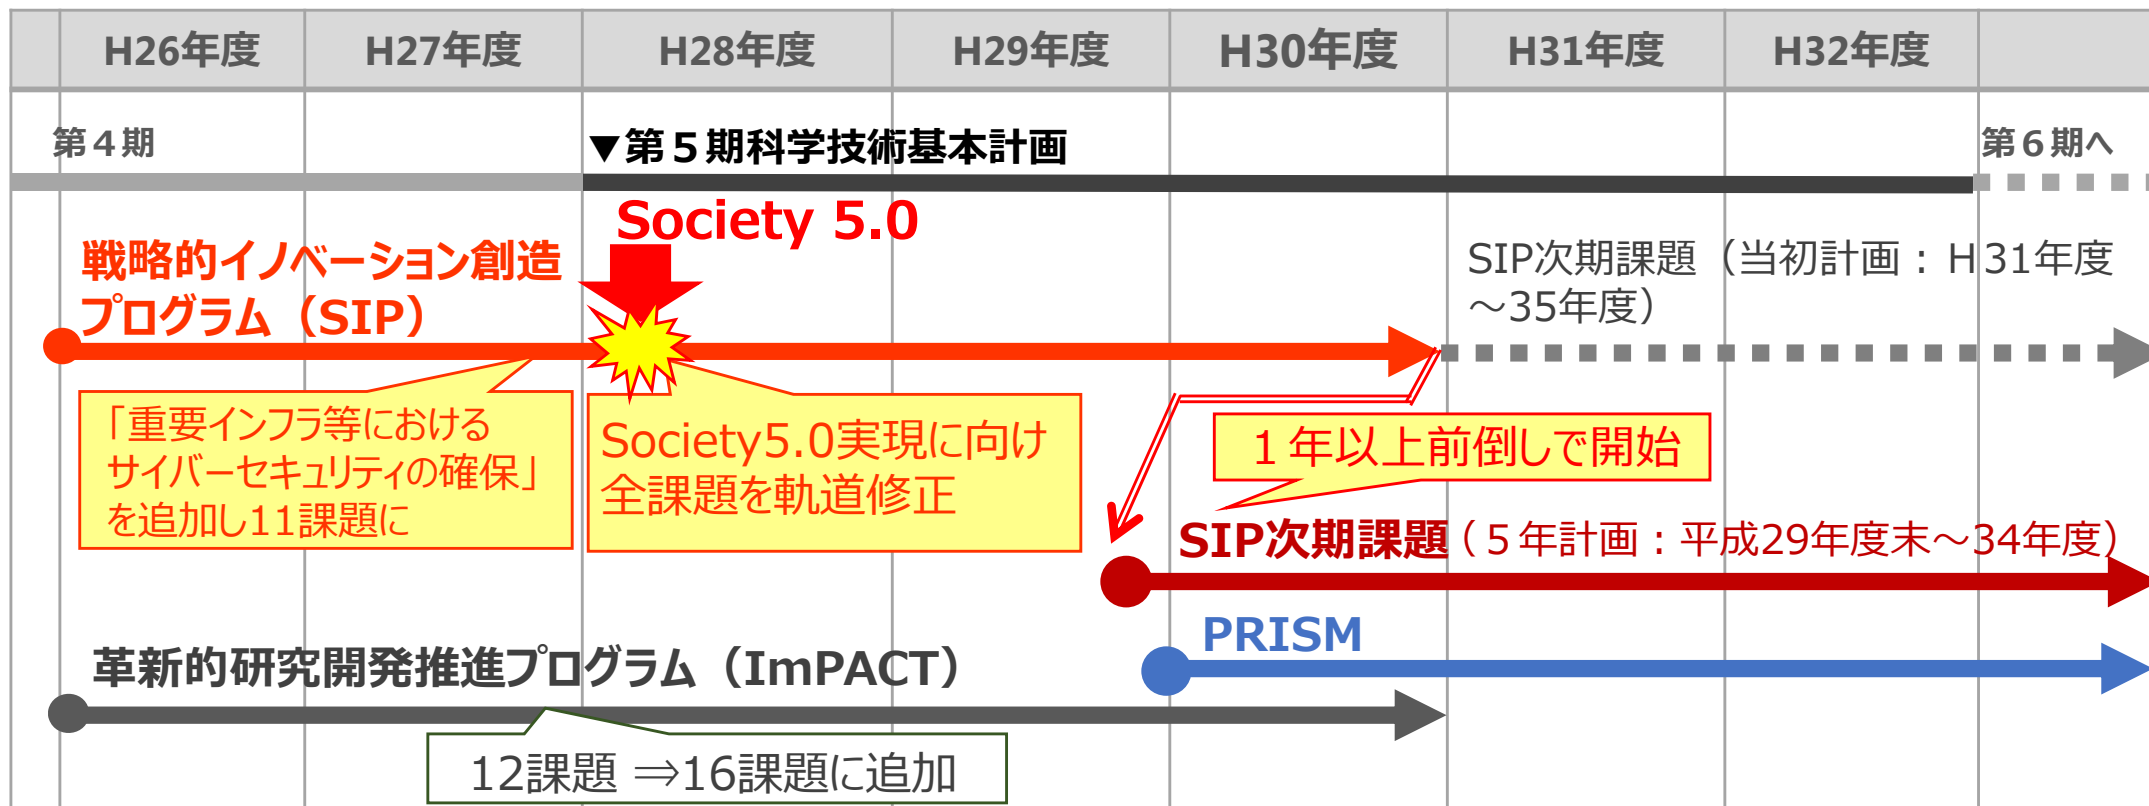 H26年度
H27年度
H28年度
H29年度
H30年度
H31年度
H32年度
第４期
▼第５期科学技術基本計画
第６期へ
Society 5.0
戦略的イノベーション創造
プログラム（SIP）
SIP次期課題（当初計画：Ｈ31年度
～35年度）
「重要インフラ等における
サイバーセキュリティの確保」
を追加し11課題に
Society5.0実現に向け
全課題を軌道修正
１年以上前倒しで開始
SIP次期課題（５年計画：平成29年度末～34年度）
PRISM
革新的研究開発推進プログラム（ImPACT）
12課題 ⇒16課題に追加